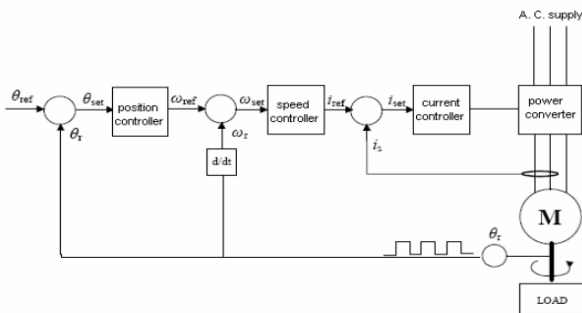 A. C. supply
θref
θset
position
controller
ωref
ωset
speed
controller
iref
iset
current
controller
power
converter
θr
ωr
is
d/dt
M
θr
LOAD